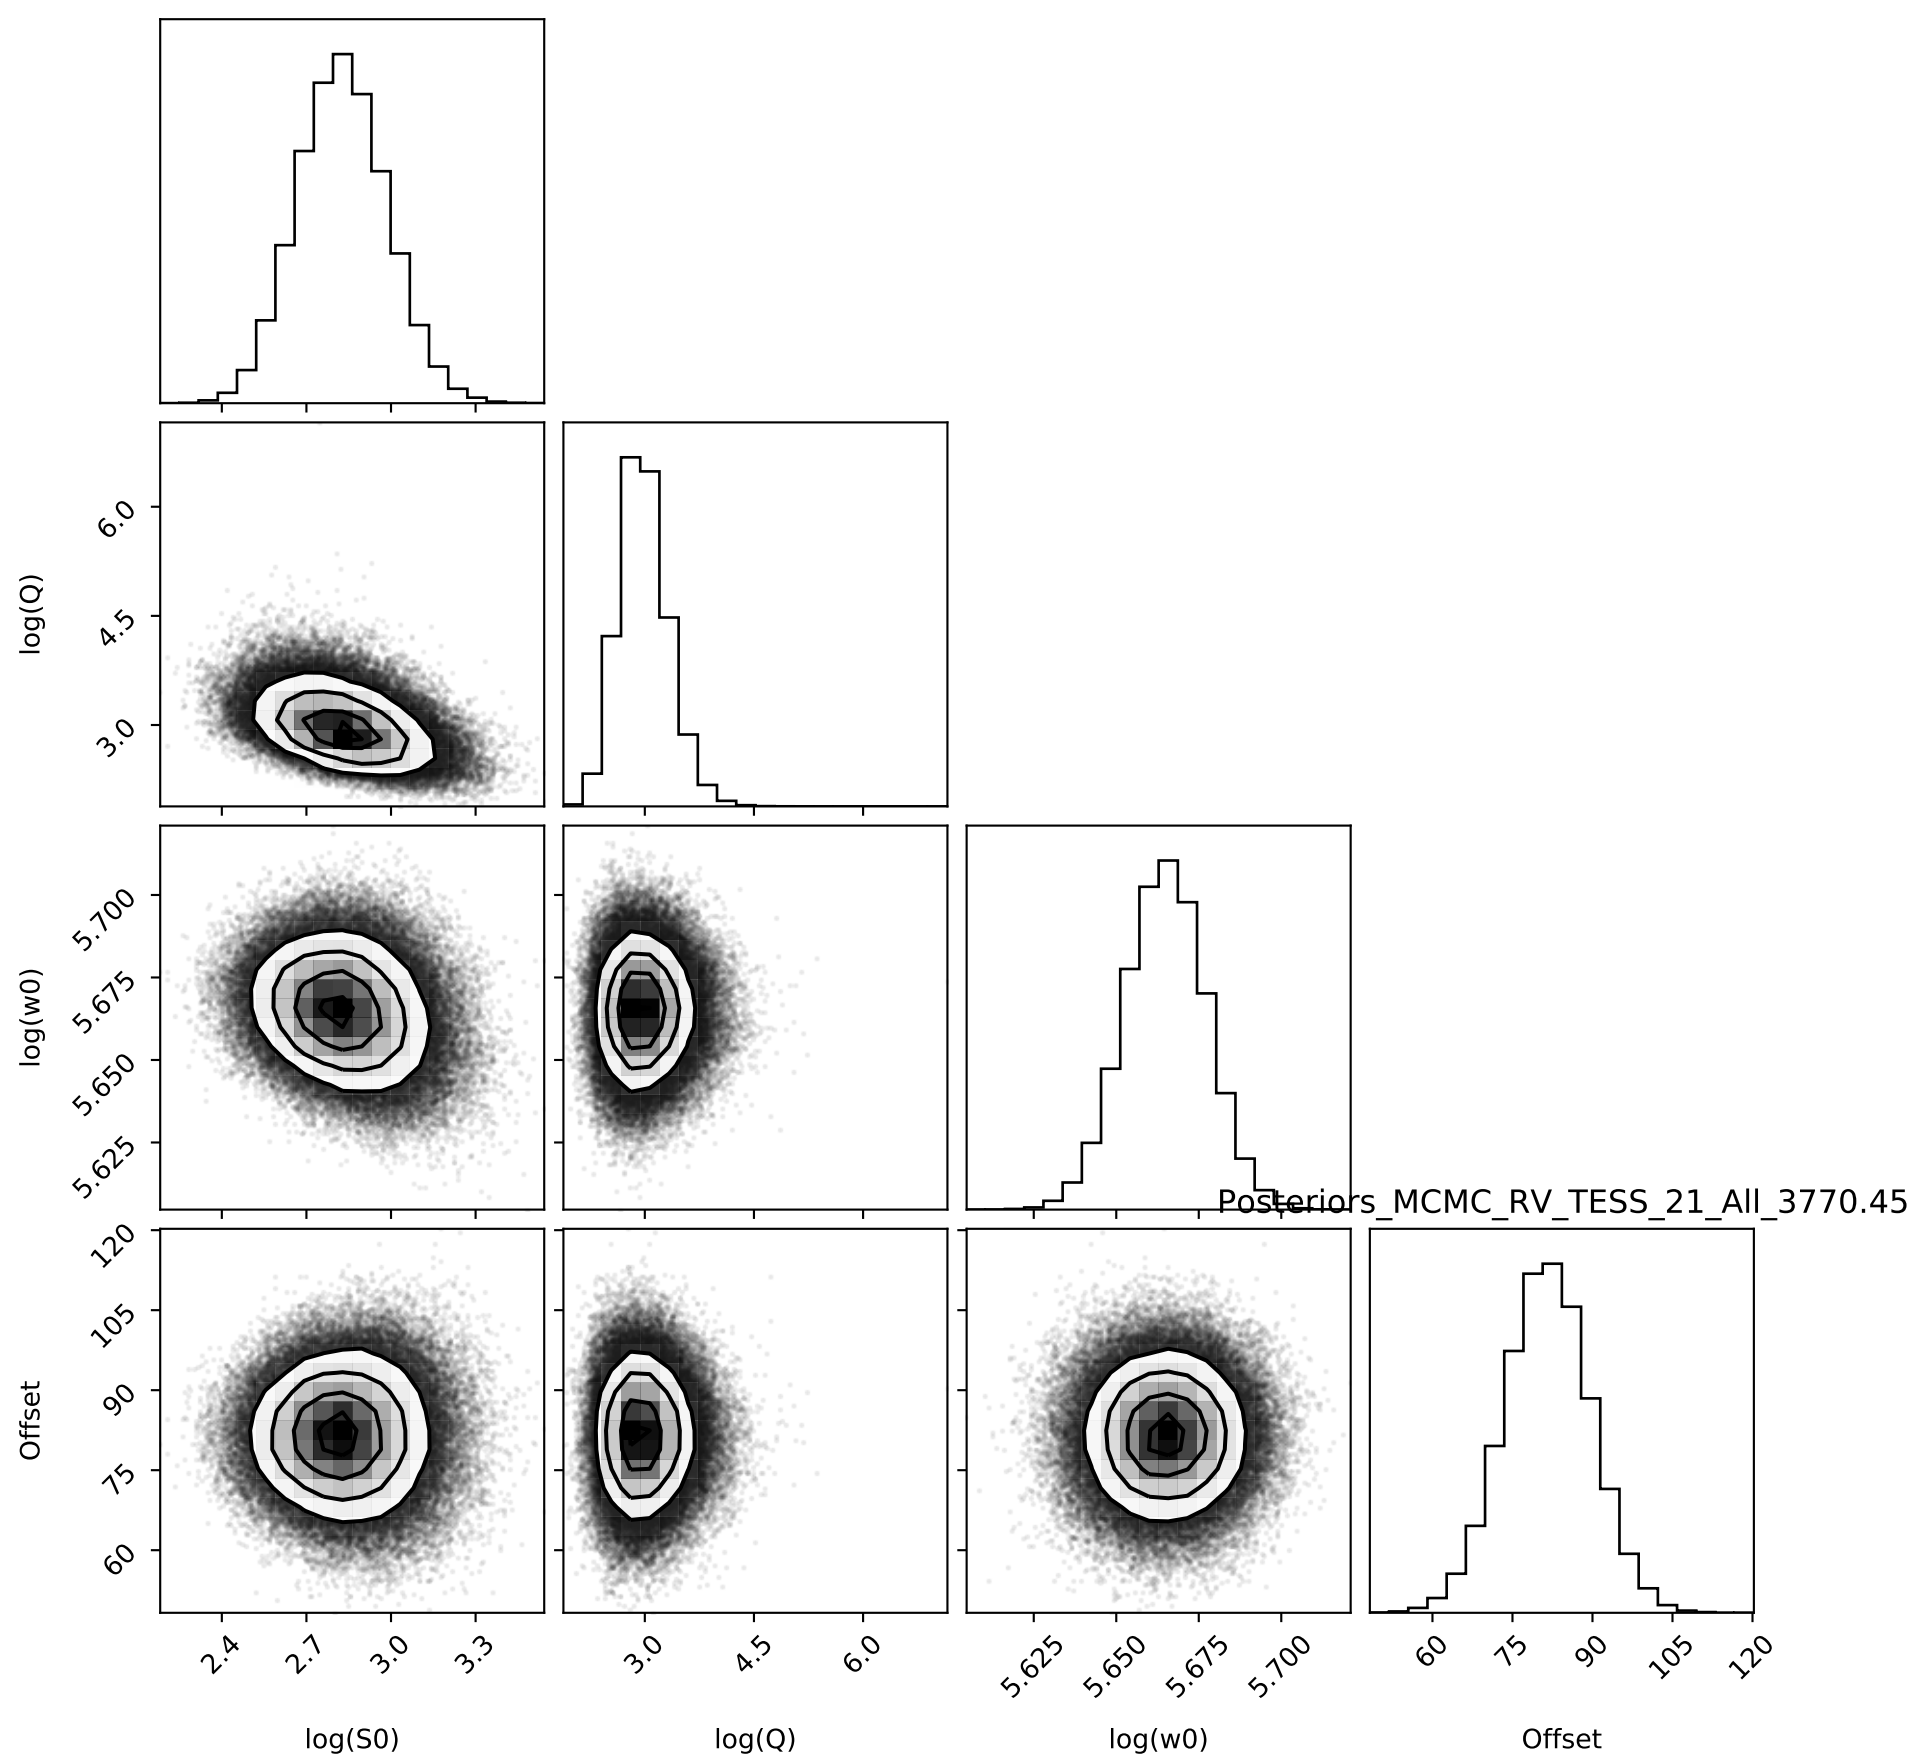 6.0
4.5
3.0
log(Q)
5.700
5.675
5.650
5.625
log(w0)
Posteriors_MCMC_RV_TESS_21_All_3770.45
120
105
90
75
60
Offset
2.4 2.7 3.0 3.3
3.0 4.5 6.0
5.625 5.650 5.675 5.700
60 75 90 105 120
log(S0) log(Q) log(w0) Offset